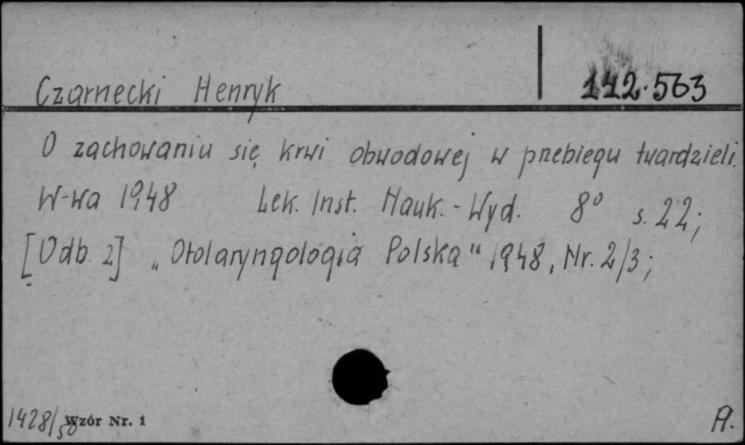 Czarnecki Henryk 142.563
O zachowaniu się krwi obwodowej w przebiegu twardzieli.
W-wa 1948 Lek. Inst. Nauk.-Wyd. 8° s. 22;
[Odb. z] „Otolaryngologia Polska" 1948, Nr. 2/3;
1428/50 Wzór Nr. 1 A.